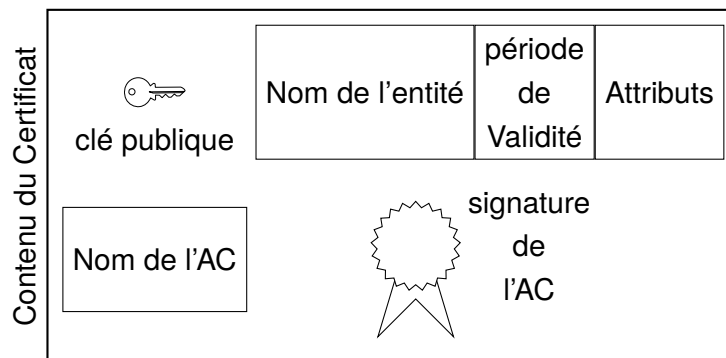 Contenu du Certificat
clé publique
Nom de l'entité
période
de
Validité
Attributs
Nom de l'AC
signature
de
l'AC